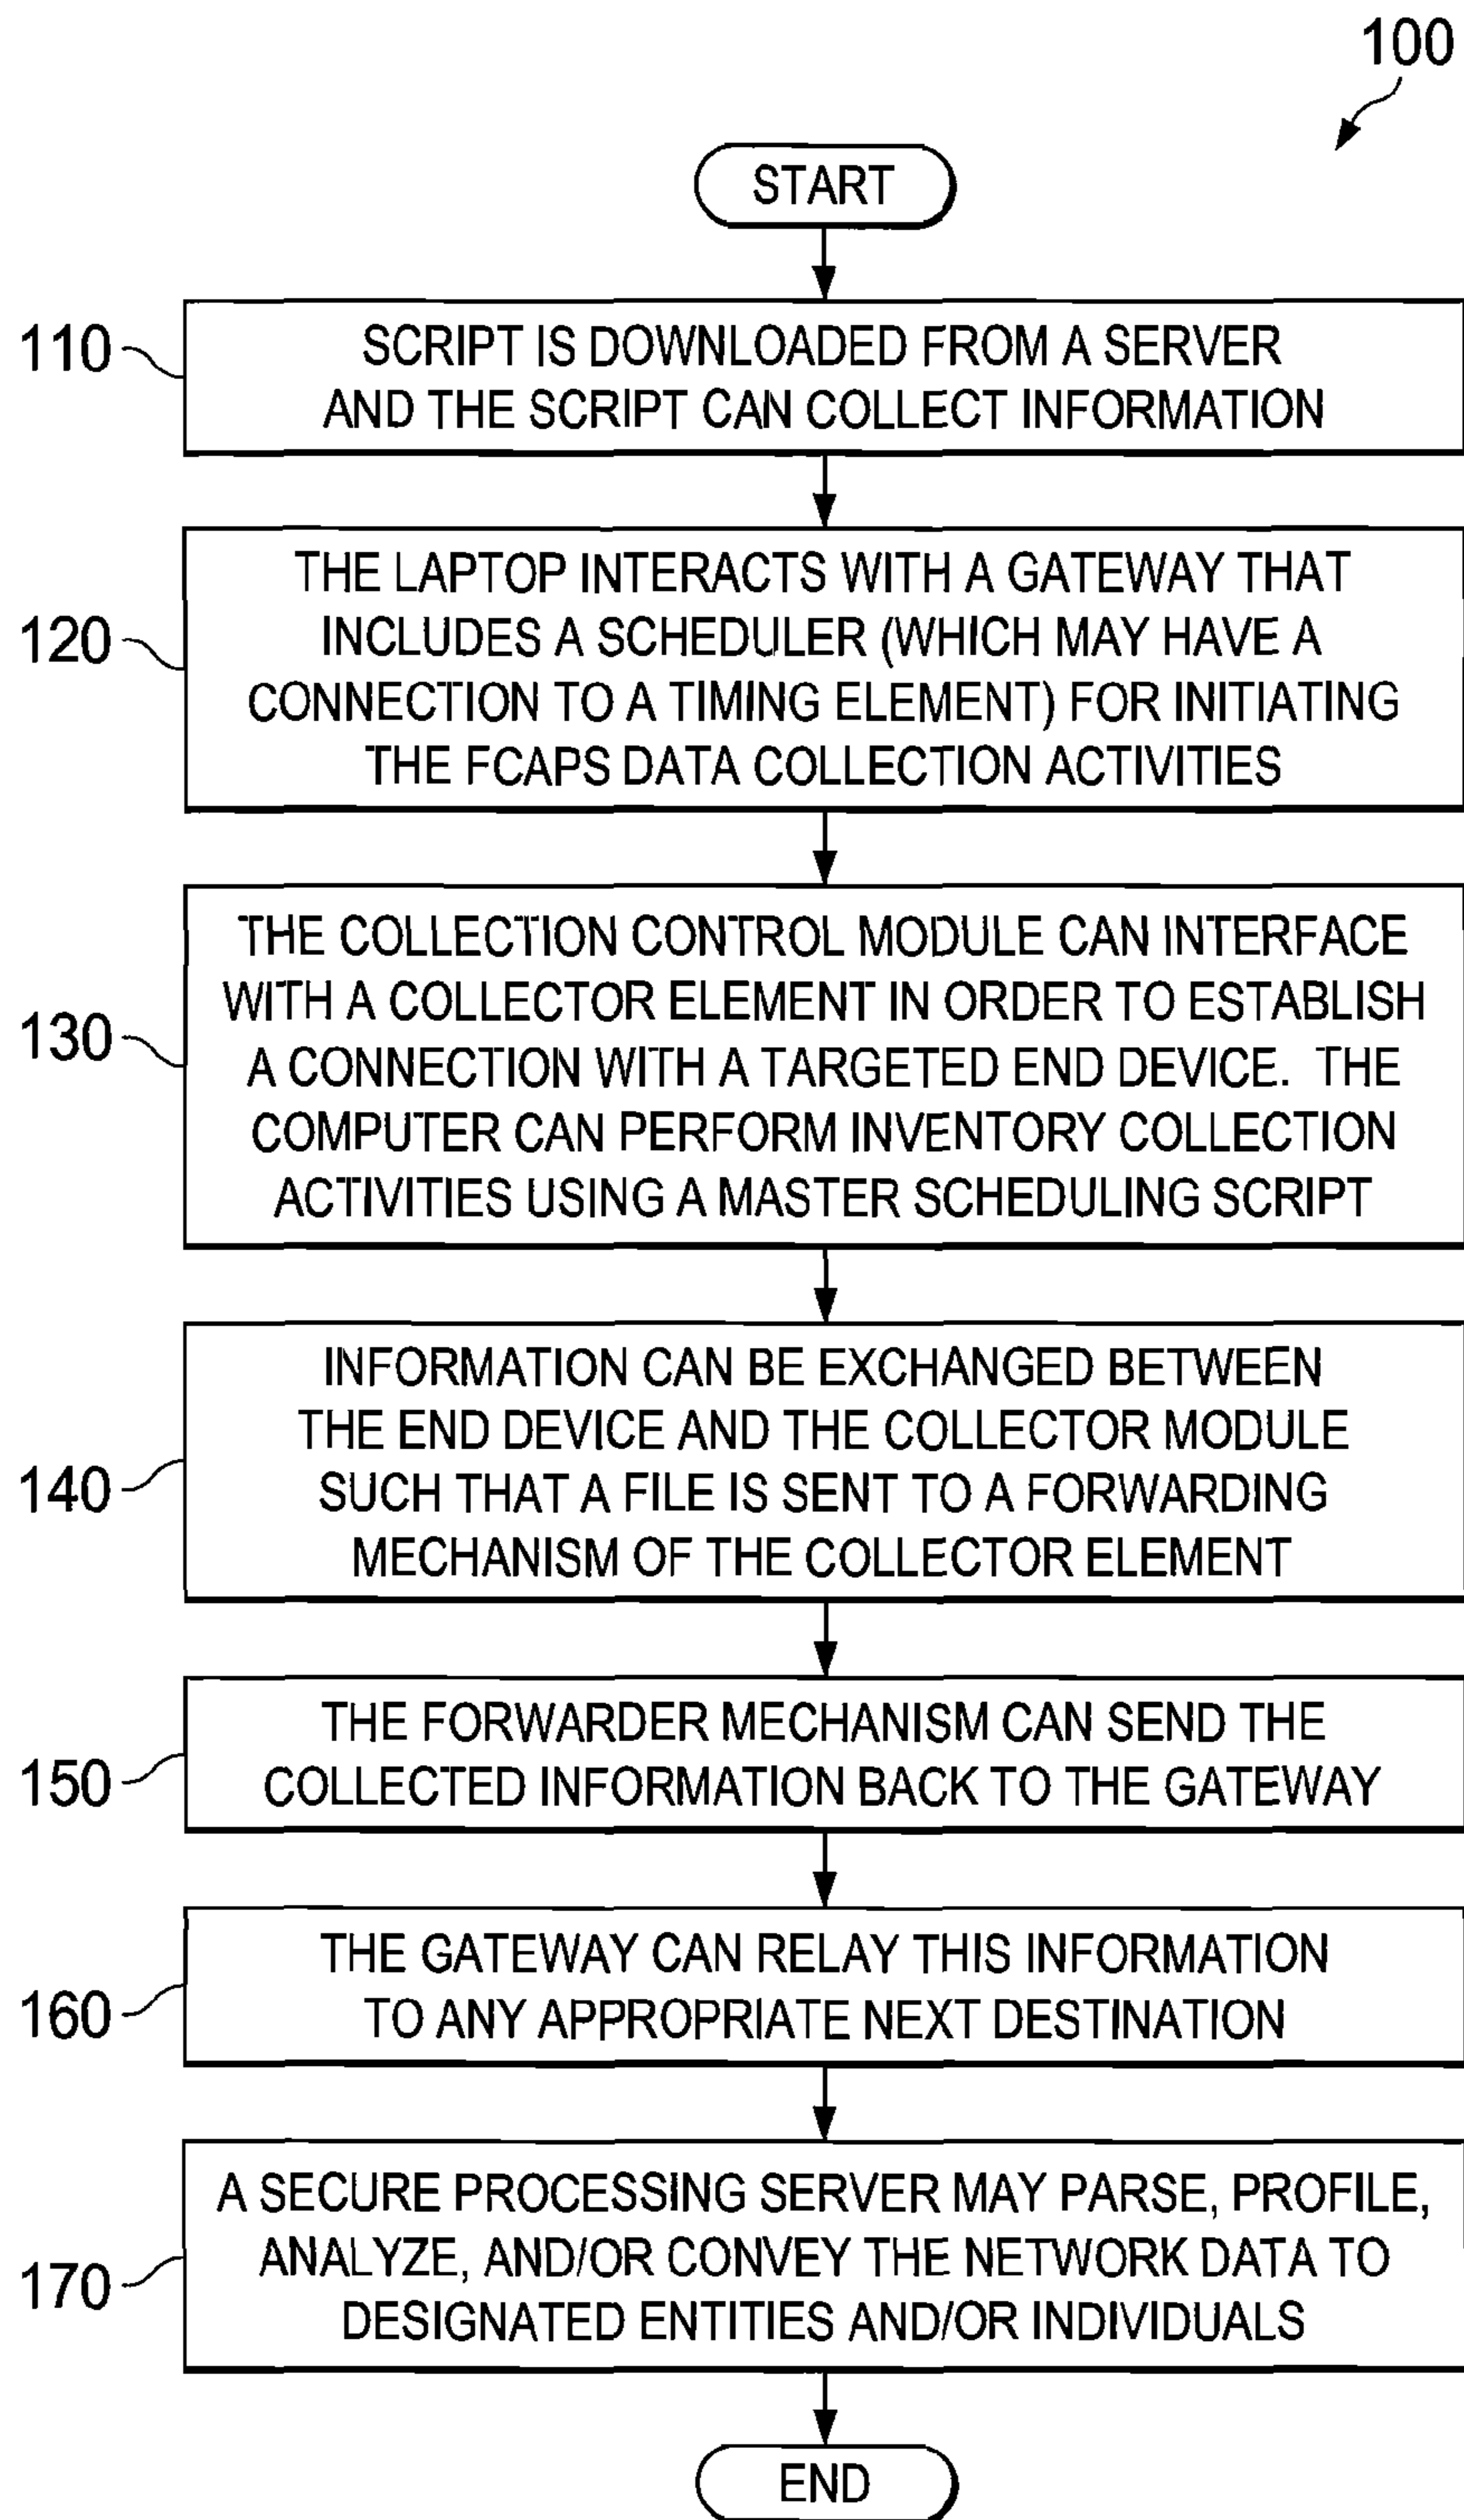 100
START
110
SCRIPT IS DOWNLOADED FROM A SERVER
AND THE SCRIPT CAN COLLECT INFORMATION
120
THE LAPTOP INTERACTS WITH A GATEWAY THAT
INCLUDES A SCHEDULER (WHICH MAY HAVE A
CONNECTION TO A TIMING ELEMENT) FOR INITIATING
THE FCAPS DATA COLLECTION ACTIVITIES
130
THE COLLECTION CONTROL MODULE CAN INTERFACE
WITH A COLLECTOR ELEMENT IN ORDER TO ESTABLISH
A CONNECTION WITH A TARGETED END DEVICE. THE
COMPUTER CAN PERFORM INVENTORY COLLECTION
ACTIVITIES USING A MASTER SCHEDULING SCRIPT
140
INFORMATION CAN BE EXCHANGED BETWEEN
THE END DEVICE AND THE COLLECTOR MODULE
SUCH THAT A FILE IS SENT TO A FORWARDING
MECHANISM OF THE COLLECTOR ELEMENT
150
THE FORWARDER MECHANISM CAN SEND THE
COLLECTED INFORMATION BACK TO THE GATEWAY
160
THE GATEWAY CAN RELAY THIS INFORMATION
TO ANY APPROPRIATE NEXT DESTINATION
170
A SECURE PROCESSING SERVER MAY PARSE, PROFILE,
ANALYZE, AND/OR CONVEY THE NETWORK DATA TO
DESIGNATED ENTITIES AND/OR INDIVIDUALS
END